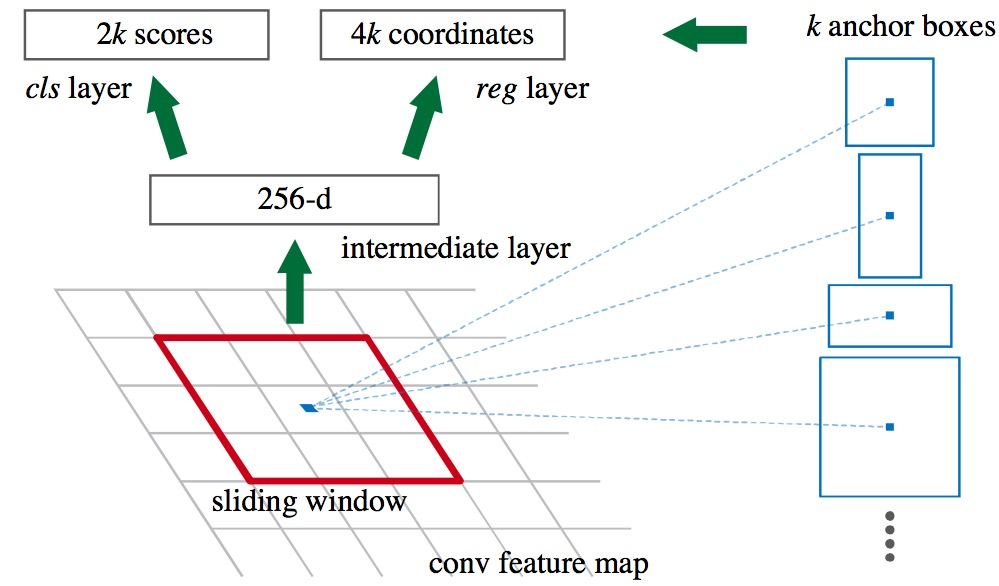 2k scores
4k coordinates
k anchor boxes
cls layer
reg layer
256-d
intermediate layer
sliding window
conv feature map